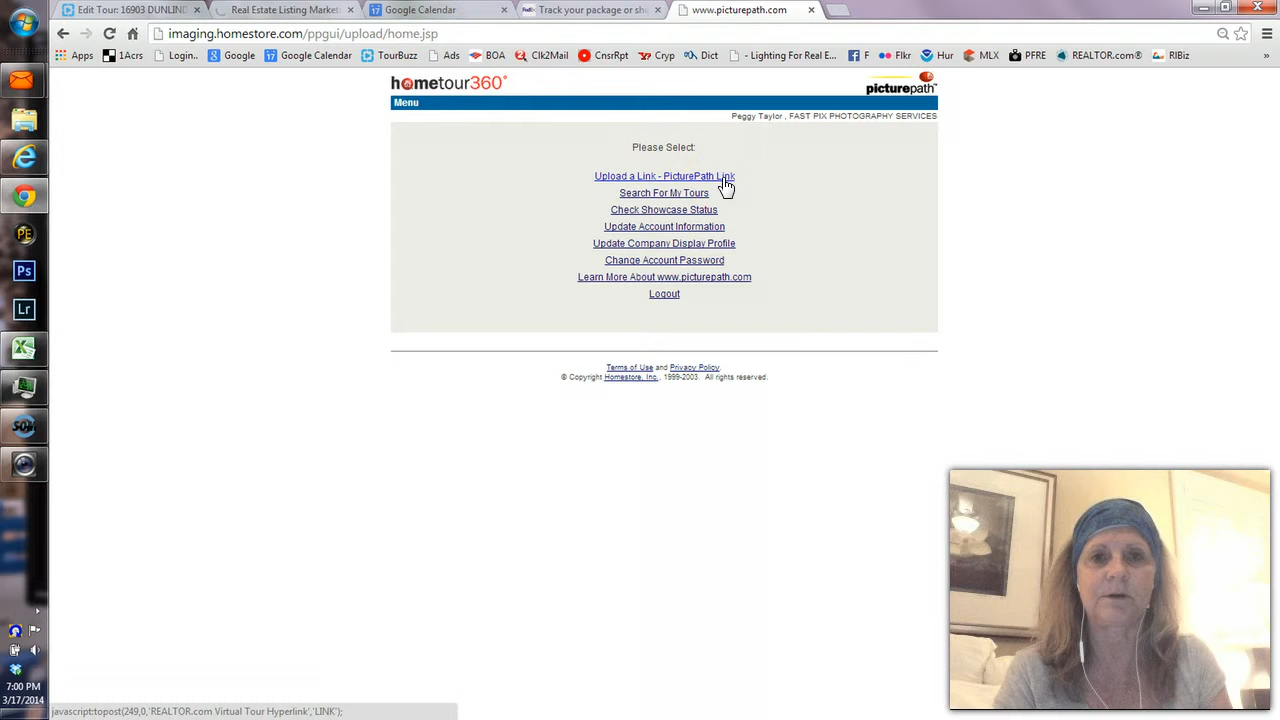 Edit Tour: 16903 DUNLIND
Real Estate Listing Market
Google Calendar
Track your package or sh
www.picturepath.com
imaging.homestore.com/ppgui/upload/home.jsp
Apps
1Acrs
Login..
Google
Google Calendar
TourBuzz
Ads
BOA
Clk2Mail
CnsrRpt
Cryp
Dict
- Lighting For Real E...
F
Flkr
Hur
MLX
PFRE
REALTOR.com®
RIBiz
»
hometour360°
picturepath™
Menu
Peggy Taylor , FAST PIX PHOTOGRAPHY SERVICES
Please Select:
Upload a Link - PicturePath Link
Search For My Tours
Check Showcase Status
Update Account Information
Update Company Display Profile
Change Account Password
Learn More About www.picturepath.com
Logout
Terms of Use and Privacy Policy.
© Copyright Homestore, Inc., 1999-2003. All rights reserved.
PE
Ps
Lr
7:00 PM
3/17/2014
javascript:topost(249,0,'REALTOR.com Virtual Tour Hyperlink','LINK');